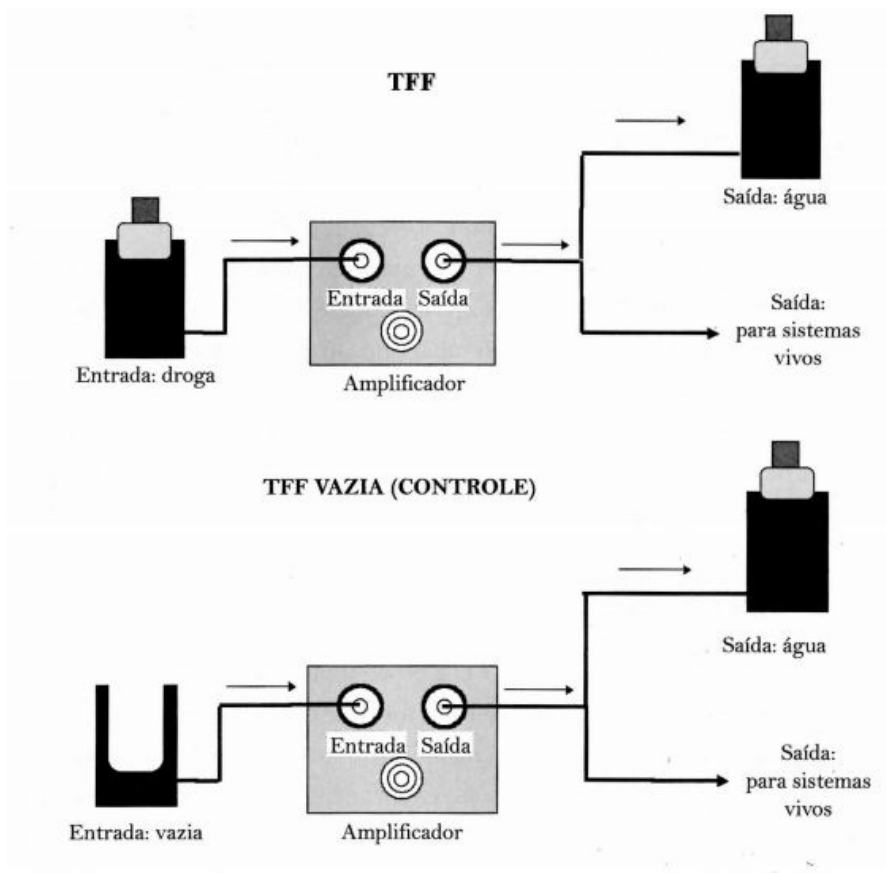 TFF
Saída: água
Entrada Saída
Saída:
para sistemas
vivos
Entrada: droga
Amplificador
TFF VAZIA (CONTROLE)
Saída: água
Entrada Saída
Saída:
para sistemas
vivos
Entrada: vazia
Amplificador